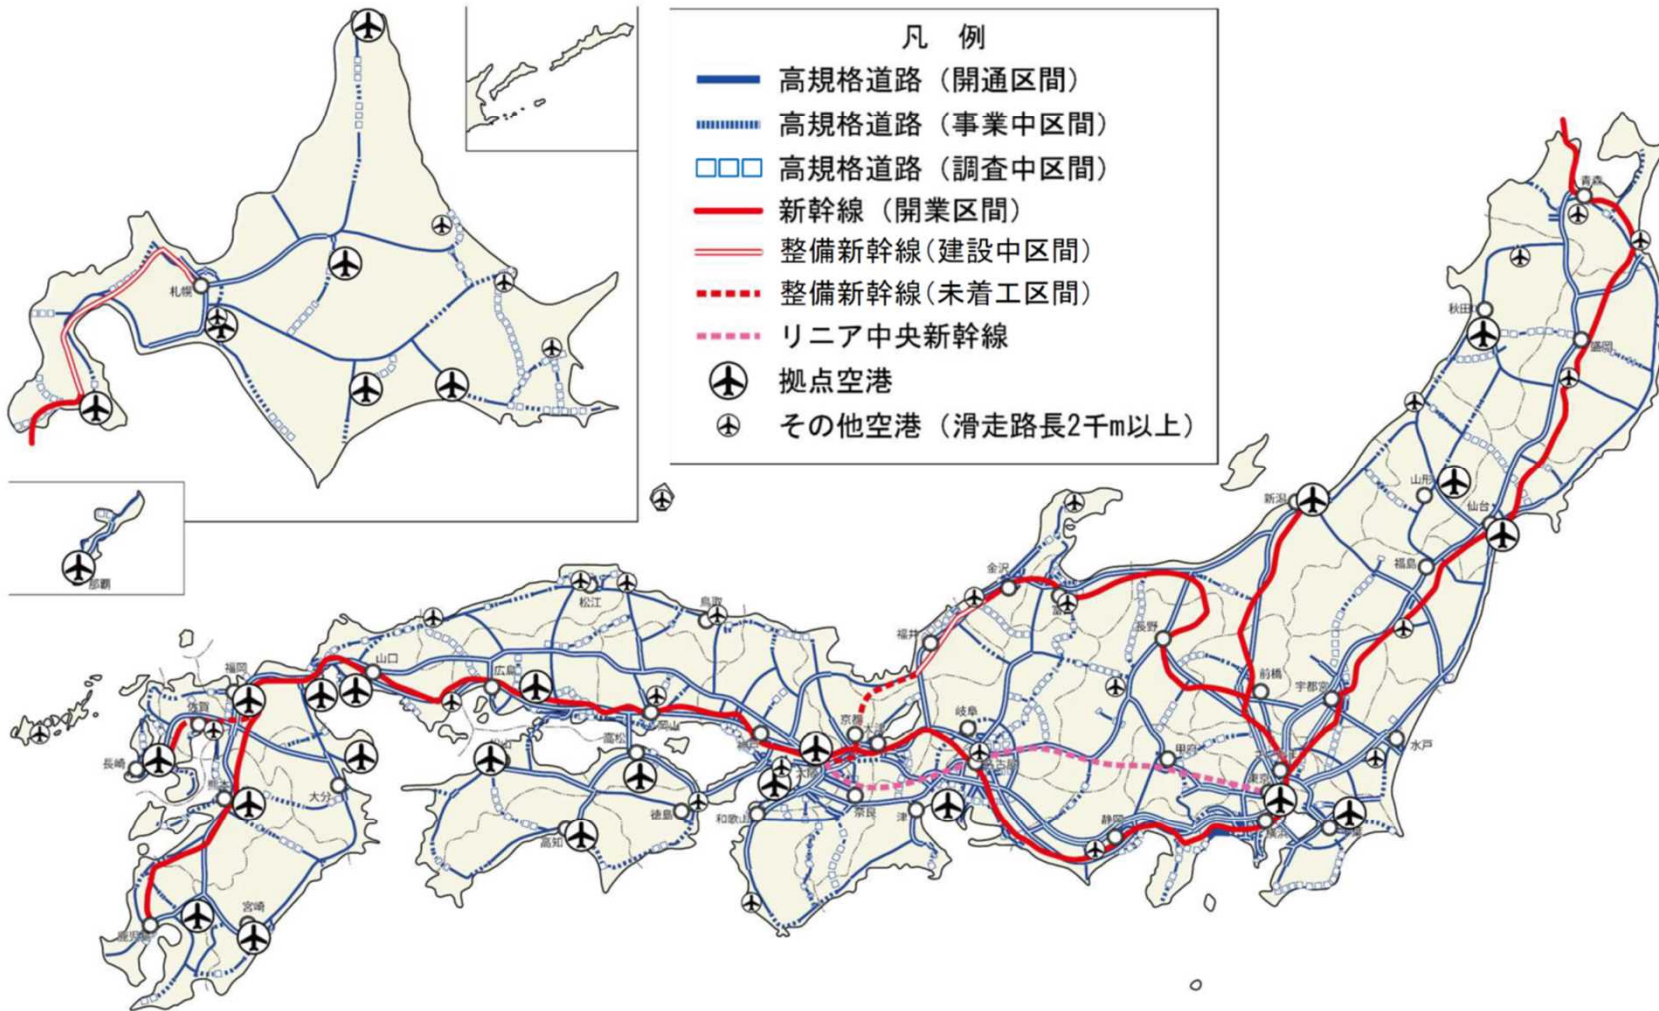 凡 例
高規格道路（開通区間）
高規格道路（事業中区間）
高規格道路（調査中区間）
新幹線（開業区間）
整備新幹線(建設中区間)
整備新幹線(未着工区間)
リニア中央新幹線
拠点空港
その他空港（滑走路長2千m以上）
札幌
那覇
青森
秋田
盛岡
山形
仙台
新潟
福島
金沢
福井
長野
前橋
宇都宮
水戸
鳥取
松江
山口
広島
岡山
福岡
佐賀
長崎
大分
宮崎
鹿児島
高松
徳島
高知
京都
大津
大阪
奈良
和歌山
津
岐阜
名古屋
甲府
静岡
東京
横浜